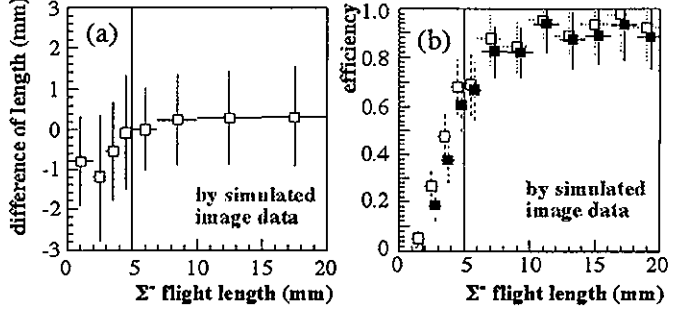 (a)
difference of length (mm)
3
2
1
0
-1
-2
-3
by simulated
image data
0 5 10 15 20
Σ⁻ flight length (mm)
(b)
efficiency
1.0
0.8
0.6
0.4
0.2
0
by simulated
image data
0 5 10 15 20
Σ⁻ flight length (mm)